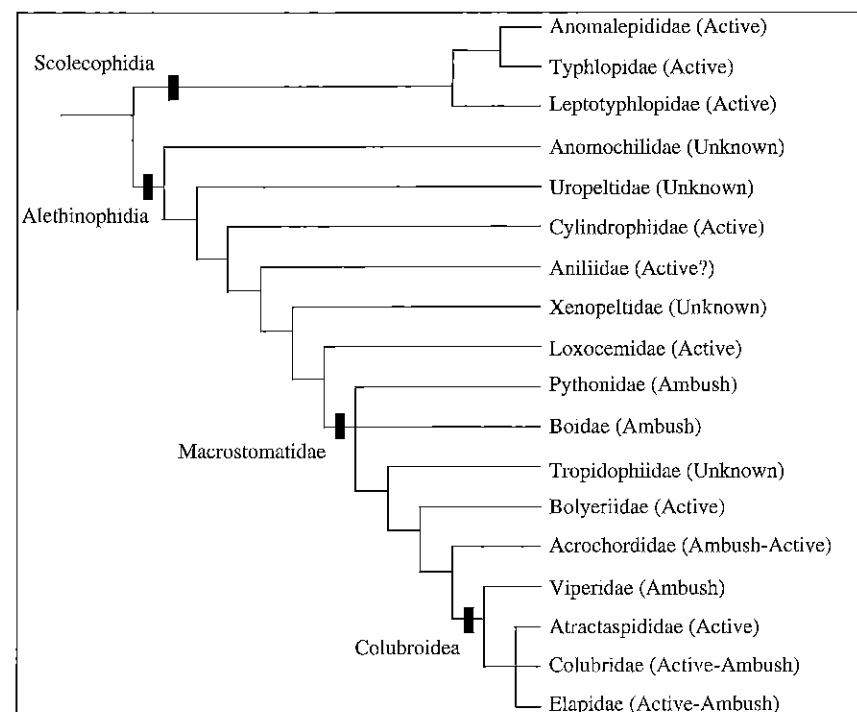 Anomalepididae (Active)
Scolecophidia
Typhlopidae (Active)
Leptotyphlopidae (Active)
Anomochilidae (Unknown)
Uropeltidae (Unknown)
Alethinophidia
Cylindrophiidae (Active)
Aniliidae (Active?)
Xenopeltidae (Unknown)
Loxocemidae (Active)
Pythonidae (Ambush)
Boidae (Ambush)
Macrostomatidae
Tropidophiidae (Unknown)
Bolyeriidae (Active)
Acrochordidae (Ambush-Active)
Viperidae (Ambush)
Atractaspididae (Active)
Colubroidea
Colubridae (Active-Ambush)
Elapidae (Active-Ambush)